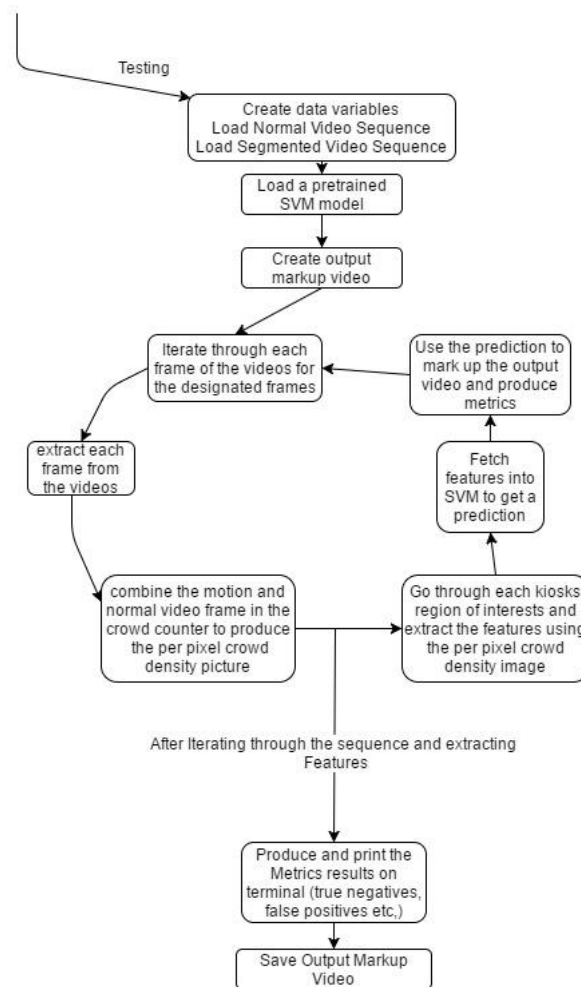 Testing
Create data variables
Load Normal Video Sequence
Load Segmented Video Sequence
Load a pretrained
SVM model
Create output
markup video
Iterate through each
frame of the videos for
the designated frames
Use the prediction to
mark up the output
video and produce
metrics
extract each
frame from
the videos
Fetch
features into
SVM to get a
prediction
combine the motion and
normal video frame in the
crowd counter to produce
the per pixel crowd
density picture
Go through each kiosks
region of interests and
extract the features using
the per pixel crowd
density image
After Iterating through the sequence and extracting
Features
Produce and print the
Metrics results on
terminal (true negatives,
false positives etc,)
Save Output Markup
Video